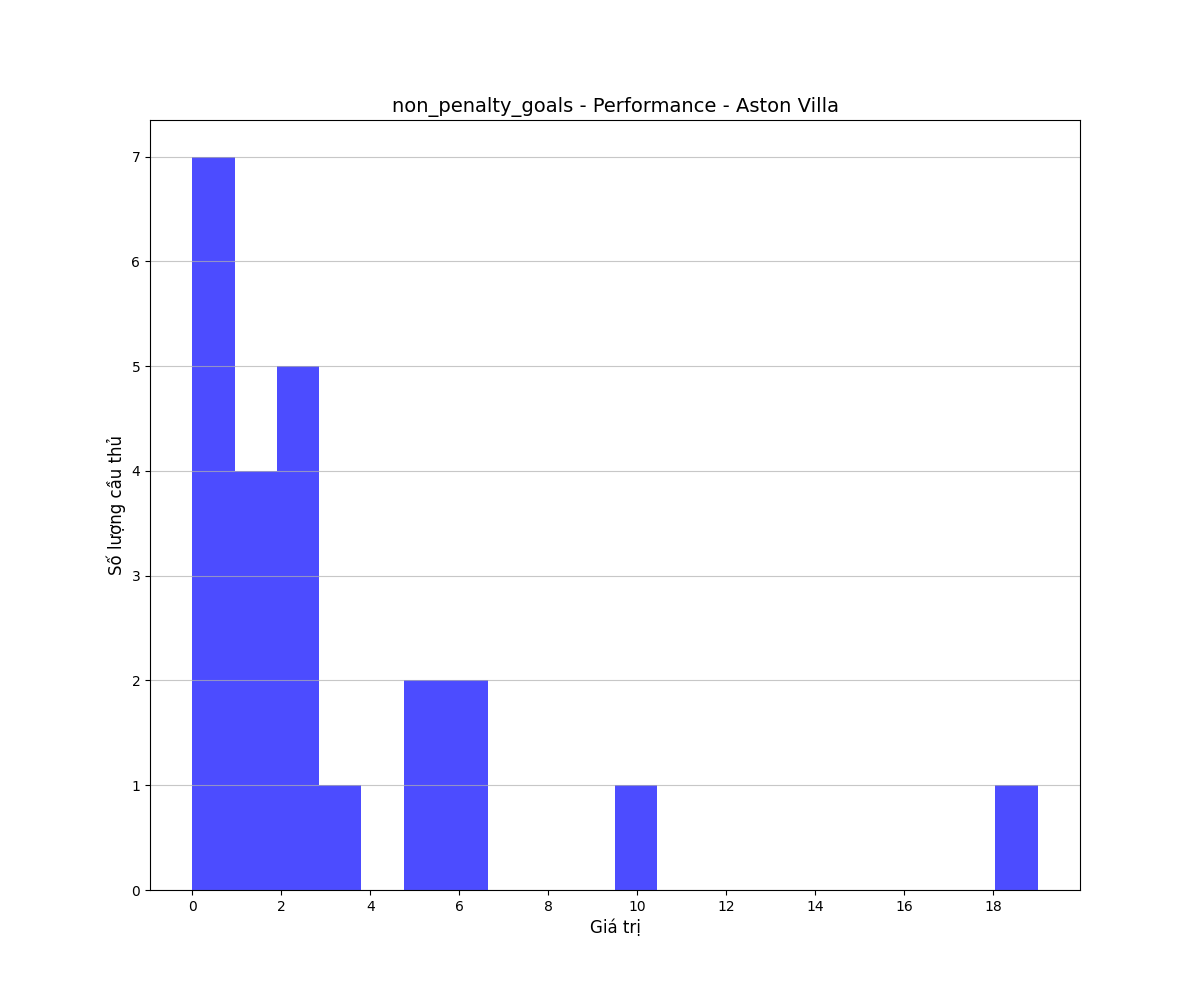 non_penalty_goals - Performance - Aston Villa
7
6
5
4
3
2
1
0
Số lượng cầu thủ
0 2 4 6 8 10 12 14 16 18
Giá trị